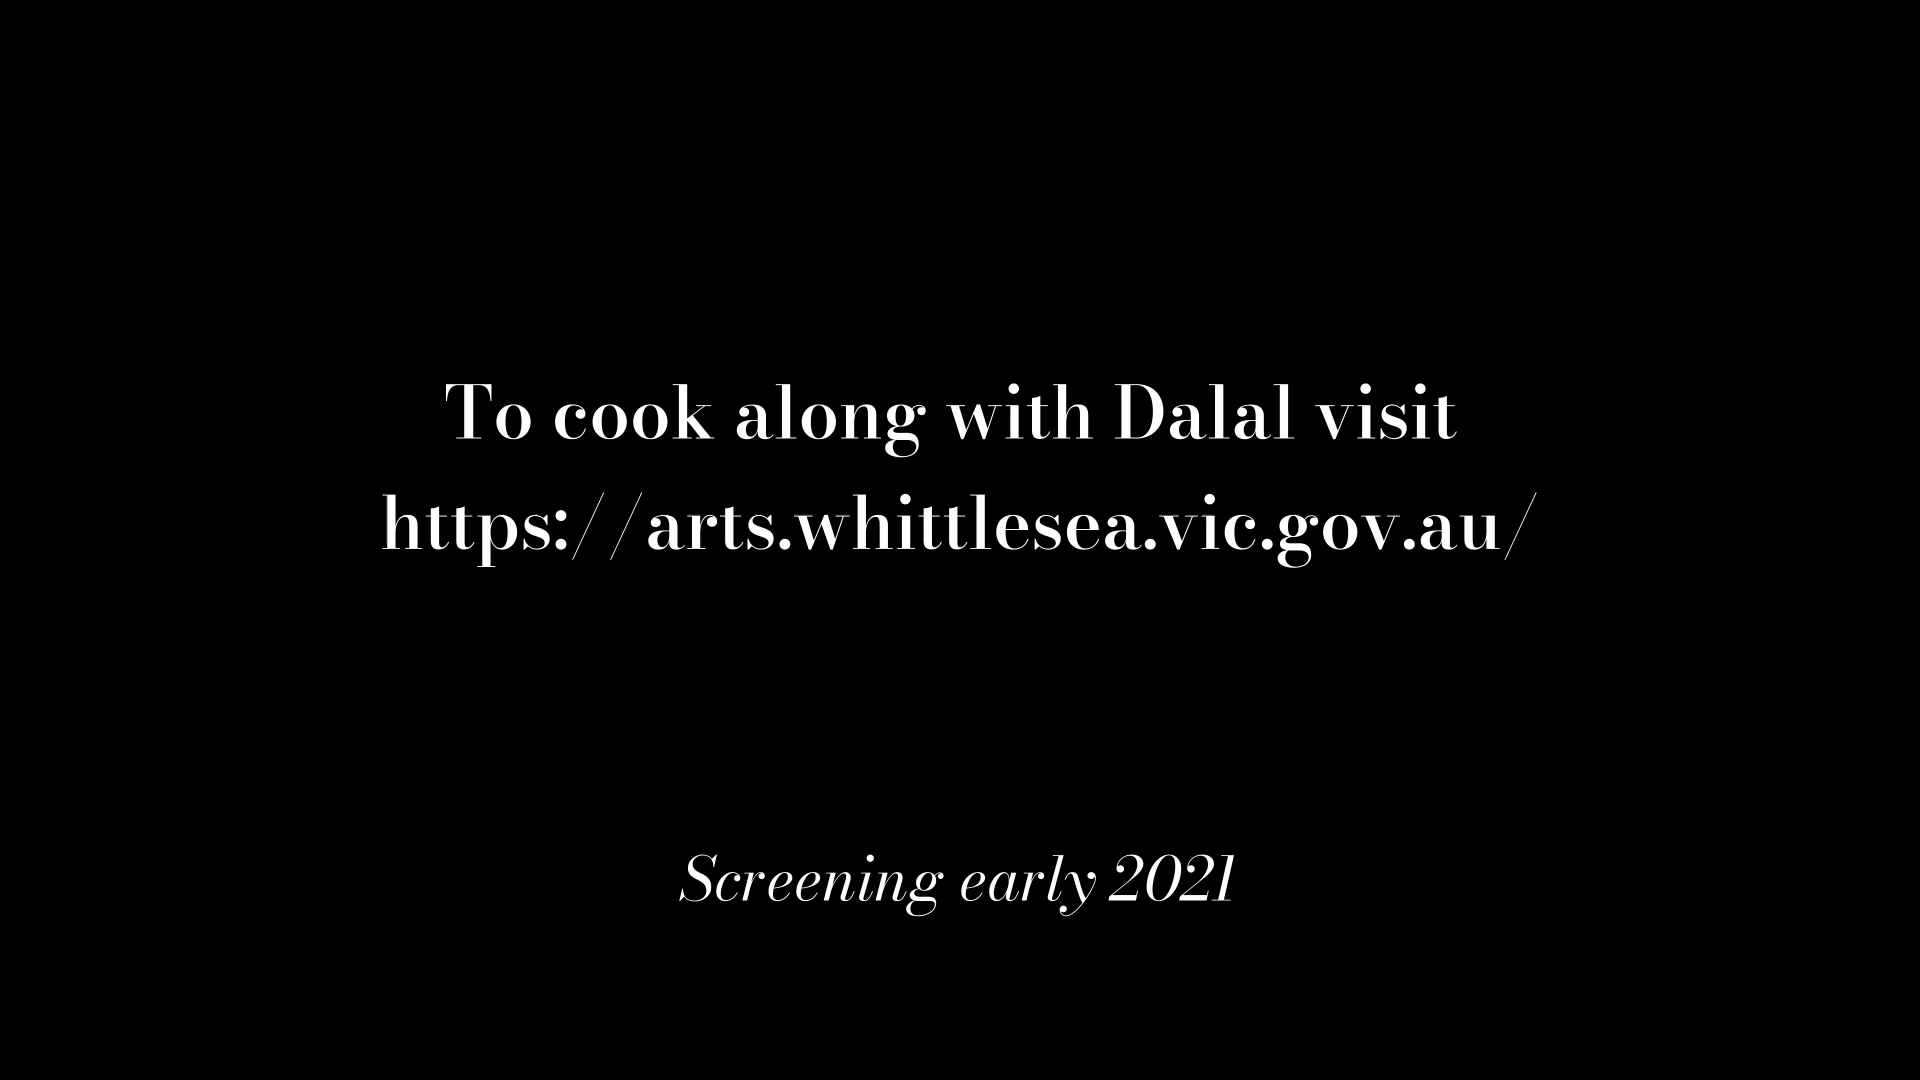 To cook along with Dalal visit
https://arts.whittlesea.vic.gov.au/
Screening early 2021